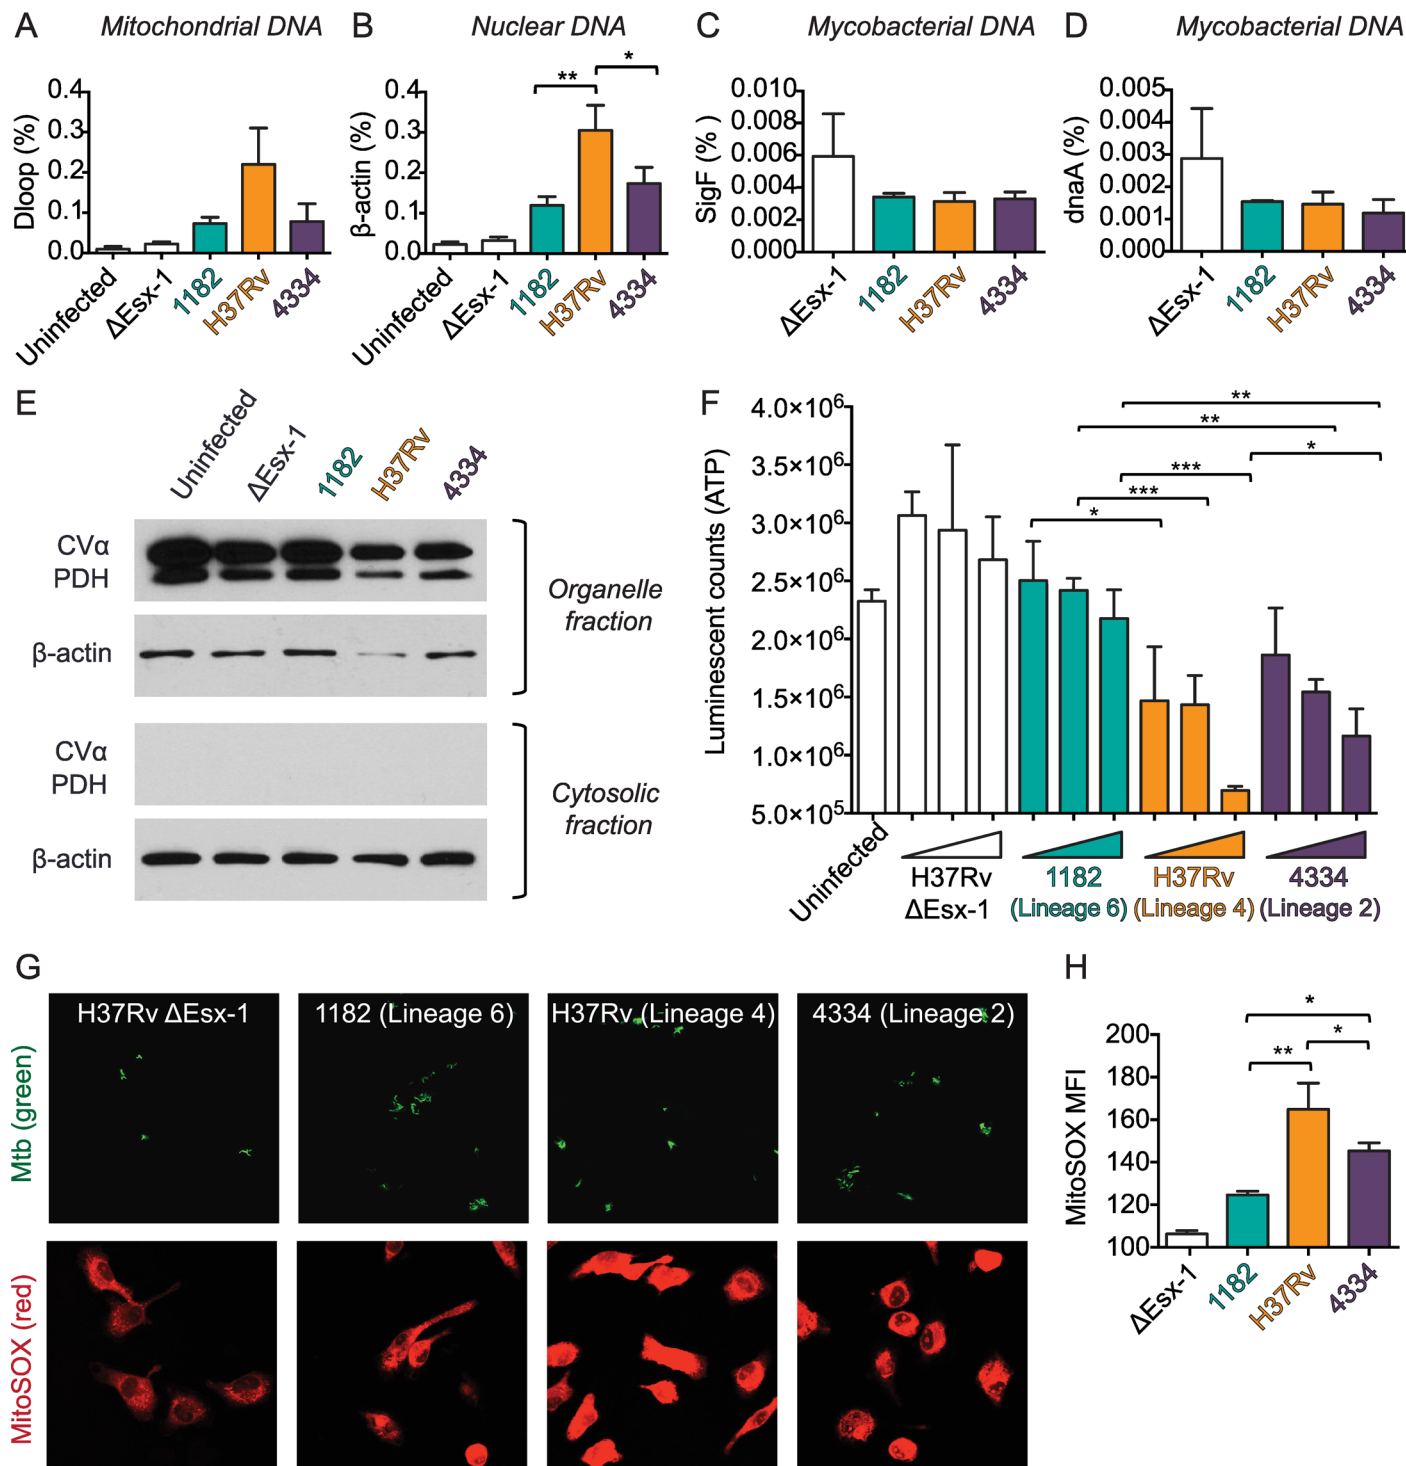 A Mitochondrial DNA
Dloop (%)
0.4
0.3
0.2
0.1
0.0
Uninfected
ΔEsx-1
1182
H37Rv
4334
B Nuclear DNA
β-actin (%)
0.4
0.3
0.2
0.1
0.0
**
*
Uninfected
ΔEsx-1
1182
H37Rv
4334
C Mycobacterial DNA
SigF (%)
0.010
0.008
0.006
0.004
0.002
0.000
ΔEsx-1
1182
H37Rv
4334
D Mycobacterial DNA
dnaA (%)
0.005
0.004
0.003
0.002
0.001
0.000
ΔEsx-1
1182
H37Rv
4334
E
Uninfected
ΔEsx-1
1182
H37Rv
4334
CVα
PDH
β-actin
Organelle
fraction
CVα
PDH
β-actin
Cytosolic
fraction
F
Luminescent counts (ATP)
4.0×10⁶
3.5×10⁶
3.0×10⁶
2.5×10⁶
2.0×10⁶
1.5×10⁶
1.0×10⁶
5.0×10⁵
**
**
*
***
***
*
Uninfected
H37Rv
ΔEsx-1
1182
(Lineage 6)
H37Rv
(Lineage 4)
4334
(Lineage 2)
G
Mtb (green)
H37Rv ΔEsx-1
1182 (Lineage 6)
H37Rv (Lineage 4)
4334 (Lineage 2)
MitoSOX (red)
H
MitoSOX MFI
200
180
160
140
120
100
*
*
**
ΔEsx-1
1182
H37Rv
4334